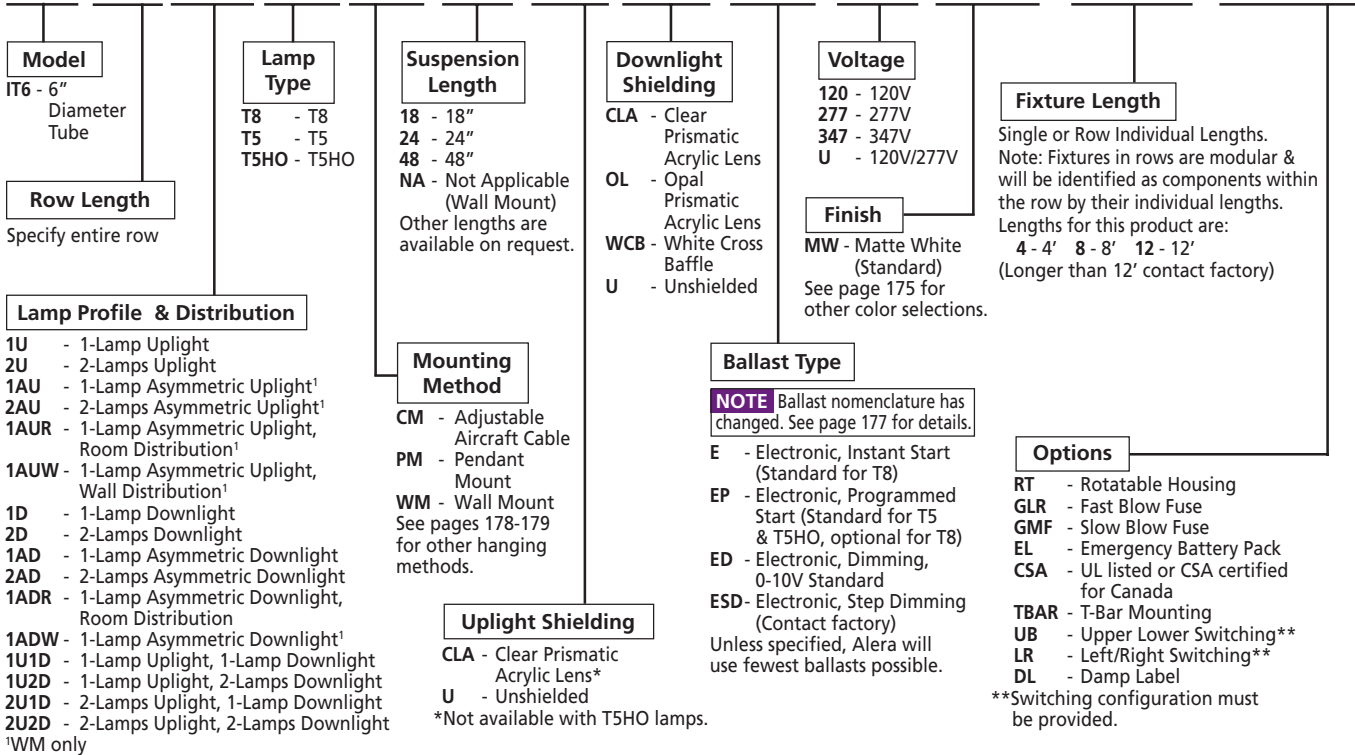 Model
IT6 - 6"
Diameter
Tube
Row Length
Specify entire row
Lamp Profile & Distribution
1U - 1-Lamp Uplight
2U - 2-Lamps Uplight
1AU - 1-Lamp Asymmetric Uplight¹
2AU - 2-Lamps Asymmetric Uplight¹
1AUR - 1-Lamp Asymmetric Uplight,
Room Distribution¹
1AUW - 1-Lamp Asymmetric Uplight,
Wall Distribution¹
1D - 1-Lamp Downlight
2D - 2-Lamps Downlight
1AD - 1-Lamp Asymmetric Downlight
2AD - 2-Lamps Asymmetric Downlight
1ADR - 1-Lamp Asymmetric Downlight,
Room Distribution
1ADW - 1-Lamp Asymmetric Downlight¹
1U1D - 1-Lamp Uplight, 1-Lamp Downlight
1U2D - 1-Lamp Uplight, 2-Lamps Downlight
2U1D - 2-Lamps Uplight, 1-Lamp Downlight
2U2D - 2-Lamps Uplight, 2-Lamps Downlight
¹WM only
Lamp
Type
T8 - T8
T5 - T5
T5HO - T5HO
Mounting
Method
CM - Adjustable
Aircraft Cable
PM - Pendant
Mount
WM - Wall Mount
See pages 178-179
for other hanging
methods.
Suspension
Length
18 - 18"
24 - 24"
48 - 48"
NA - Not Applicable
(Wall Mount)
Other lengths are
available on request.
Uplight Shielding
CLA - Clear Prismatic
Acrylic Lens*
U - Unshielded
*Not available with T5HO lamps.
Downlight
Shielding
CLA - Clear
Prismatic
Acrylic Lens
OL - Opal
Prismatic
Acrylic Lens
WCB - White Cross
Baffle
U - Unshielded
Ballast Type
NOTE Ballast nomenclature has
changed. See page 177 for details.
E - Electronic, Instant Start
(Standard for T8)
EP - Electronic, Programmed
Start (Standard for T5
& T5HO, optional for T8)
ED - Electronic, Dimming,
0-10V Standard
ESD- Electronic, Step Dimming
(Contact factory)
Unless specified, Alera will
use fewest ballasts possible.
Voltage
120 - 120V
277 - 277V
347 - 347V
U - 120V/277V
Finish
MW - Matte White
(Standard)
See page 175 for
other color selections.
Fixture Length
Single or Row Individual Lengths.
Note: Fixtures in rows are modular &
will be identified as components within
the row by their individual lengths.
Lengths for this product are:
4 - 4' 8 - 8' 12 - 12'
(Longer than 12' contact factory)
Options
RT - Rotatable Housing
GLR - Fast Blow Fuse
GMF - Slow Blow Fuse
EL - Emergency Battery Pack
CSA - UL listed or CSA certified
for Canada
TBAR - T-Bar Mounting
UB - Upper Lower Switching**
LR - Left/Right Switching**
DL - Damp Label
**Switching configuration must
be provided.